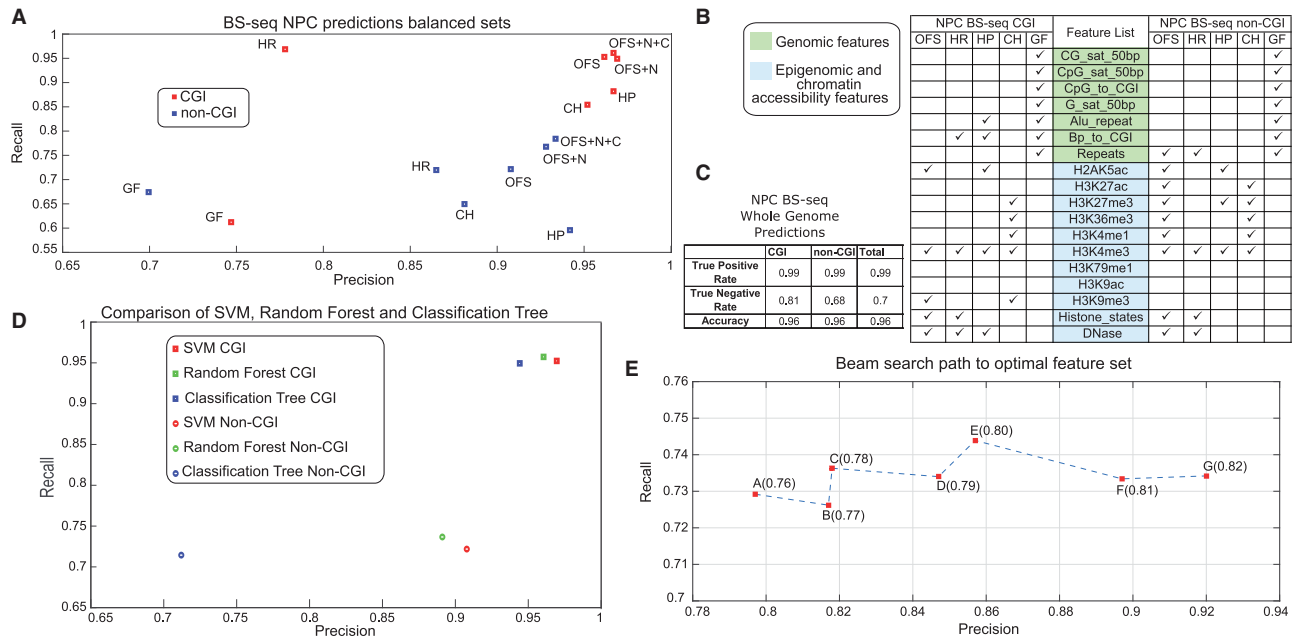 A
BS-seq NPC predictions balanced sets
Recall
1
0.95
0.9
0.85
0.8
0.75
0.7
0.65
0.6
0.55
0.65
0.7
0.75
0.8
0.85
0.9
0.95
1
Precision
CGI
non-CGI
HR
OFS+N+C
OFS
OFS+N
HP
CH
OFS+N+C
OFS+N
HR
OFS
CH
GF
GF
HP
B
Genomic features
Epigenomic and
chromatin
accessibility features
NPC BS-seq CGI Feature List NPC BS-seq non-CGI
OFS HR HP CH GF OFS HR HP CH GF
✓ CG_sat_50bp ✓
✓ CpG_sat_50bp ✓
✓ CpG_to_CGI ✓
✓ G_sat_50bp ✓
✓ ✓ Alu_repeat ✓
✓ ✓ ✓ Bp_to_CGI ✓
✓ Repeats ✓ ✓ ✓
✓ ✓ H2AK5ac ✓ ✓
H3K27ac ✓ ✓
✓ H3K27me3 ✓ ✓ ✓
✓ H3K36me3 ✓ ✓
✓ H3K4me1 ✓ ✓
✓ ✓ ✓ ✓ H3K4me3 ✓ ✓ ✓ ✓
H3K79me1
H3K9ac
✓ ✓ H3K9me3 ✓
✓ ✓ Histone_states ✓ ✓
✓ ✓ ✓ DNase ✓ ✓
C
NPC BS-seq
Whole Genome
Predictions
CGI non-CGI Total
True Positive
Rate 0.99 0.99 0.99
True Negative
Rate 0.81 0.68 0.7
Accuracy 0.96 0.96 0.96
D
Comparison of SVM, Random Forest and Classification Tree
Recall
1
0.95
0.9
0.85
0.8
0.75
0.7
0.65
0.65
0.7
0.75
0.8
0.85
0.9
0.95
1
Precision
SVM CGI
Random Forest CGI
Classification Tree CGI
SVM Non-CGI
Random Forest Non-CGI
Classification Tree Non-CGI
E
Beam search path to optimal feature set
Recall
0.76
0.75
0.74
0.73
0.72
0.71
0.7
0.78
0.8
0.82
0.84
0.86
0.88
0.9
0.92
0.94
Precision
A(0.76)
B(0.77)
C(0.78)
D(0.79)
E(0.80)
F(0.81)
G(0.82)